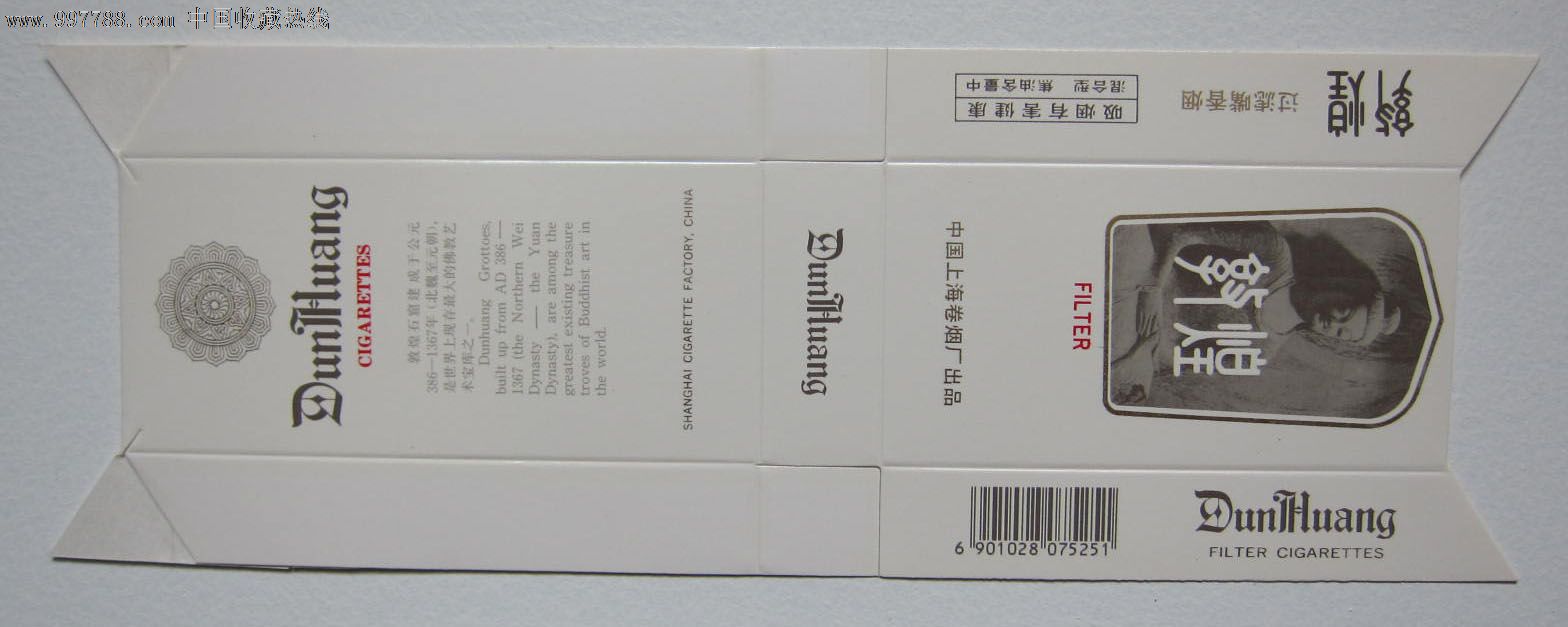 www.997788.com 中国收藏热线
DunHuang
CIGARETTES
敦煌石窟建成于公元
386—1367年(北魏至元朝),
是世界上现存最大的佛教艺
术宝库之一。
Dunhuang Grottoes,
built up from AD 386 —
1367 (the Northern Wei
Dynasty — the Yuan
Dynasty), are among the
greatest existing treasure
troves of Buddhist art in
the world.
SHANGHAI CIGARETTE FACTORY, CHINA
DunHuang
敦煌
FILTER
中国上海卷烟厂出品
敦煌
过滤嘴香烟
吸烟有害健康
混合型 焦油含量中
6 901028 075251
DunHuang
FILTER CIGARETTES